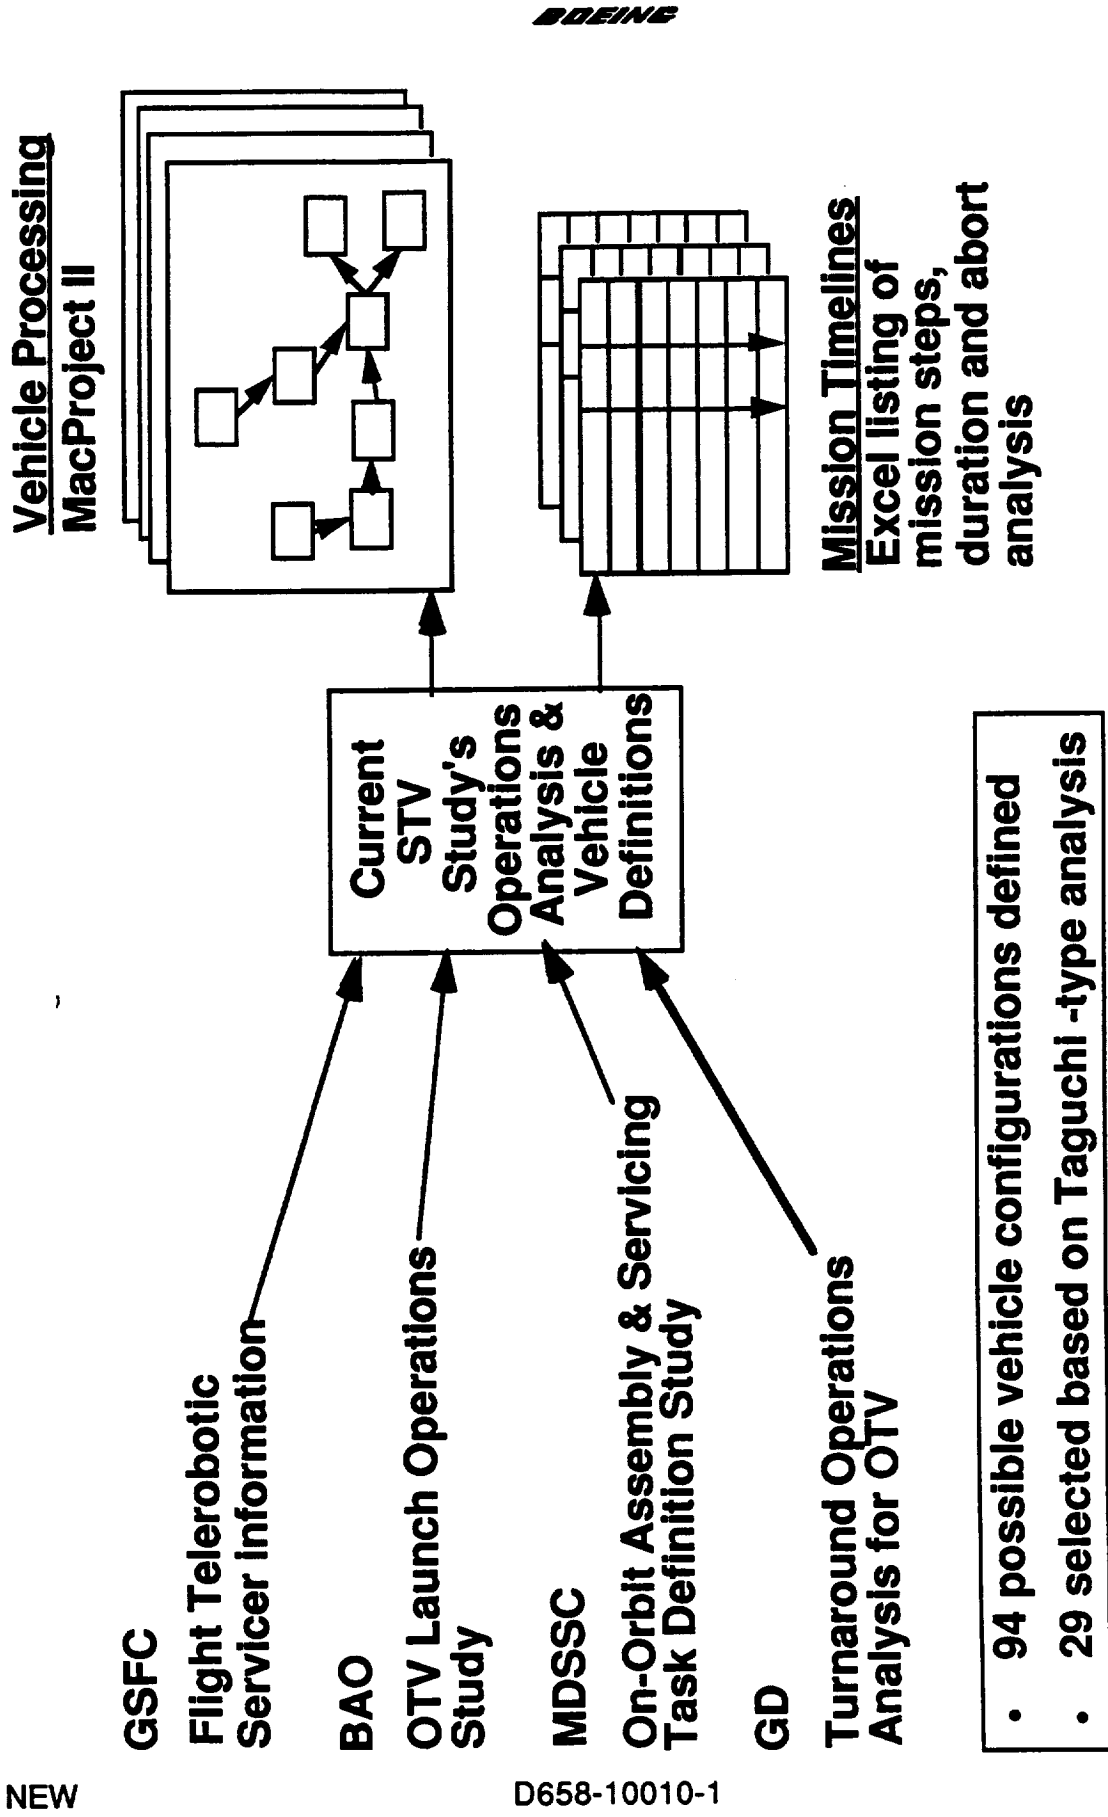 BOEING
GSFC
Flight Telerobotic
Servicer information
BAO
OTV Launch Operations
Study
MDSSC
On-Orbit Assembly & Servicing
Task Definition Study
GD
Turnaround Operations
Analysis for OTV
Current
STV
Study's
Operations
Analysis &
Vehicle
Definitions
Vehicle Processing
MacProject II
Mission Timelines
Excel listing of
mission steps,
duration and abort
analysis
• 94 possible vehicle configurations defined
• 29 selected based on Taguchi -type analysis
NEW
D658-10010-1